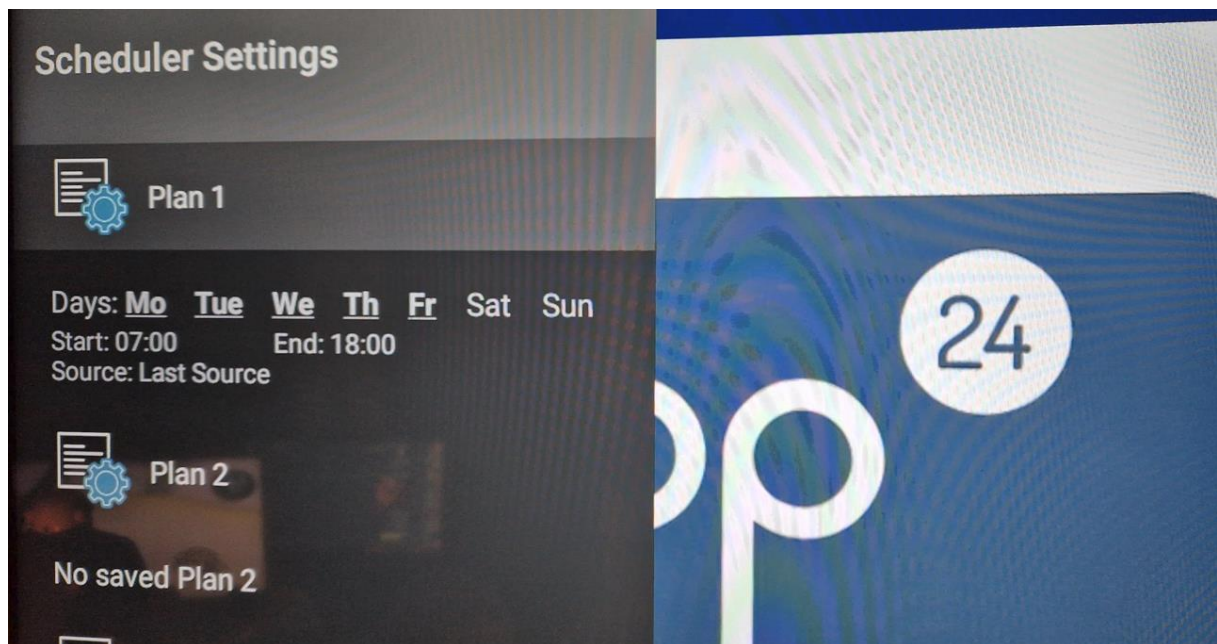 Scheduler Settings
Plan 1
Days: Mo Tue We Th Fr Sat Sun
Start: 07:00 End: 18:00
Source: Last Source
Plan 2
No saved Plan 2
p
24